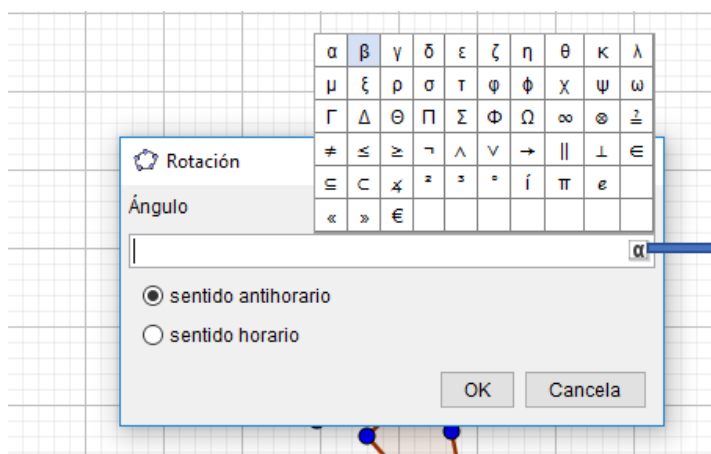 α β γ δ ε ζ η θ κ λ
μ ξ ρ σ τ φ ϕ χ ψ ω
Γ Δ Θ Π Σ Φ Ω ∞ ⊗ ≟
≠ ≤ ≥ ¬ ∧ ∨ → ∥ ⊥ ∈
⊆ ⊂ ∡ ² ³ ° í π ℯ
« » €
Rotación
Ángulo
α
sentido antihorario
sentido horario
OK Cancela